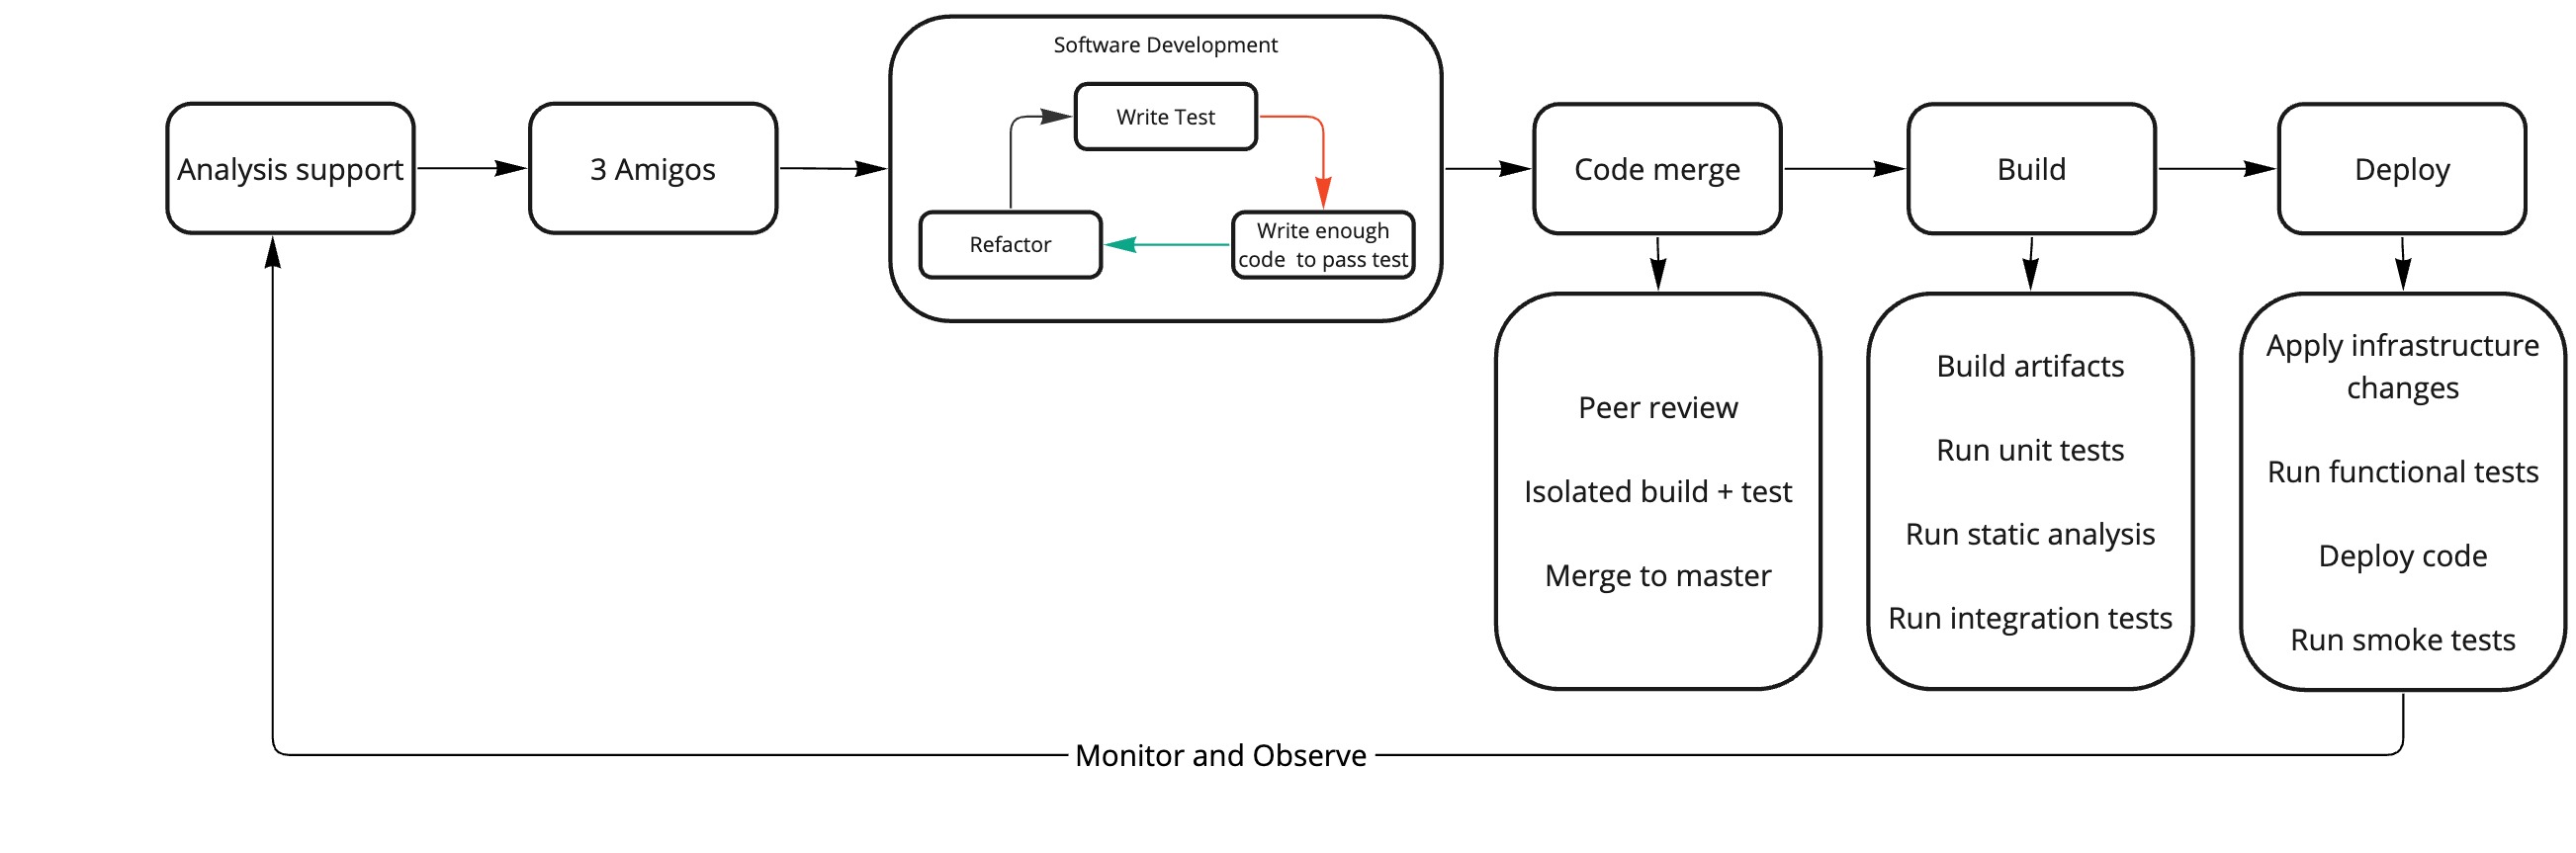 Software Development
Write Test
Refactor
Write enough
code to pass test
Analysis support
3 Amigos
Code merge
Build
Deploy
Peer review
Isolated build + test
Merge to master
Build artifacts
Run unit tests
Run static analysis
Run integration tests
Apply infrastructure
changes
Run functional tests
Deploy code
Run smoke tests
Monitor and Observe